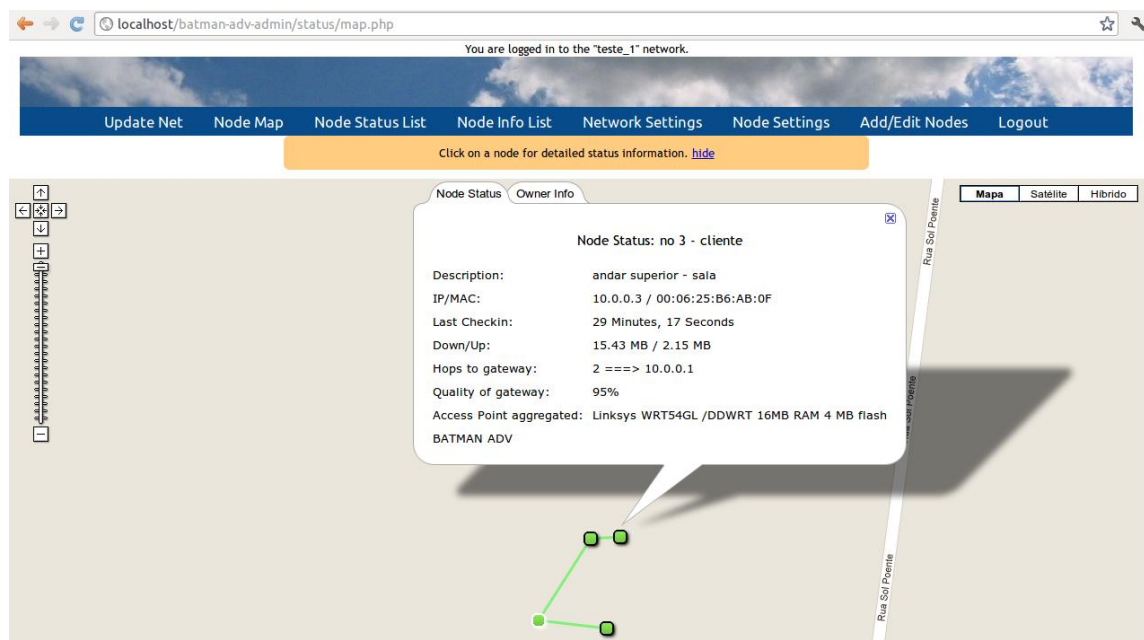 localhost/batman-adv-admin/status/map.php
You are logged in to the "teste_1" network.
Update Net Node Map Node Status List Node Info List Network Settings Node Settings Add/Edit Nodes Logout
Click on a node for detailed status information. hide
Node Status Owner Info
Mapa Satélite Híbrido
Node Status: no 3 - cliente
Description: andar superior - sala
IP/MAC: 10.0.0.3 / 00:06:25:B6:AB:0F
Last Checkin: 29 Minutes, 17 Seconds
Down/Up: 15.43 MB / 2.15 MB
Hops to gateway: 2 ===> 10.0.0.1
Quality of gateway: 95%
Access Point aggregated: Linksys WRT54GL /DDWRT 16MB RAM 4 MB flash
BATMAN ADV
Rua Sol Poente
Rua Sol Poente
Rua Sol Poente